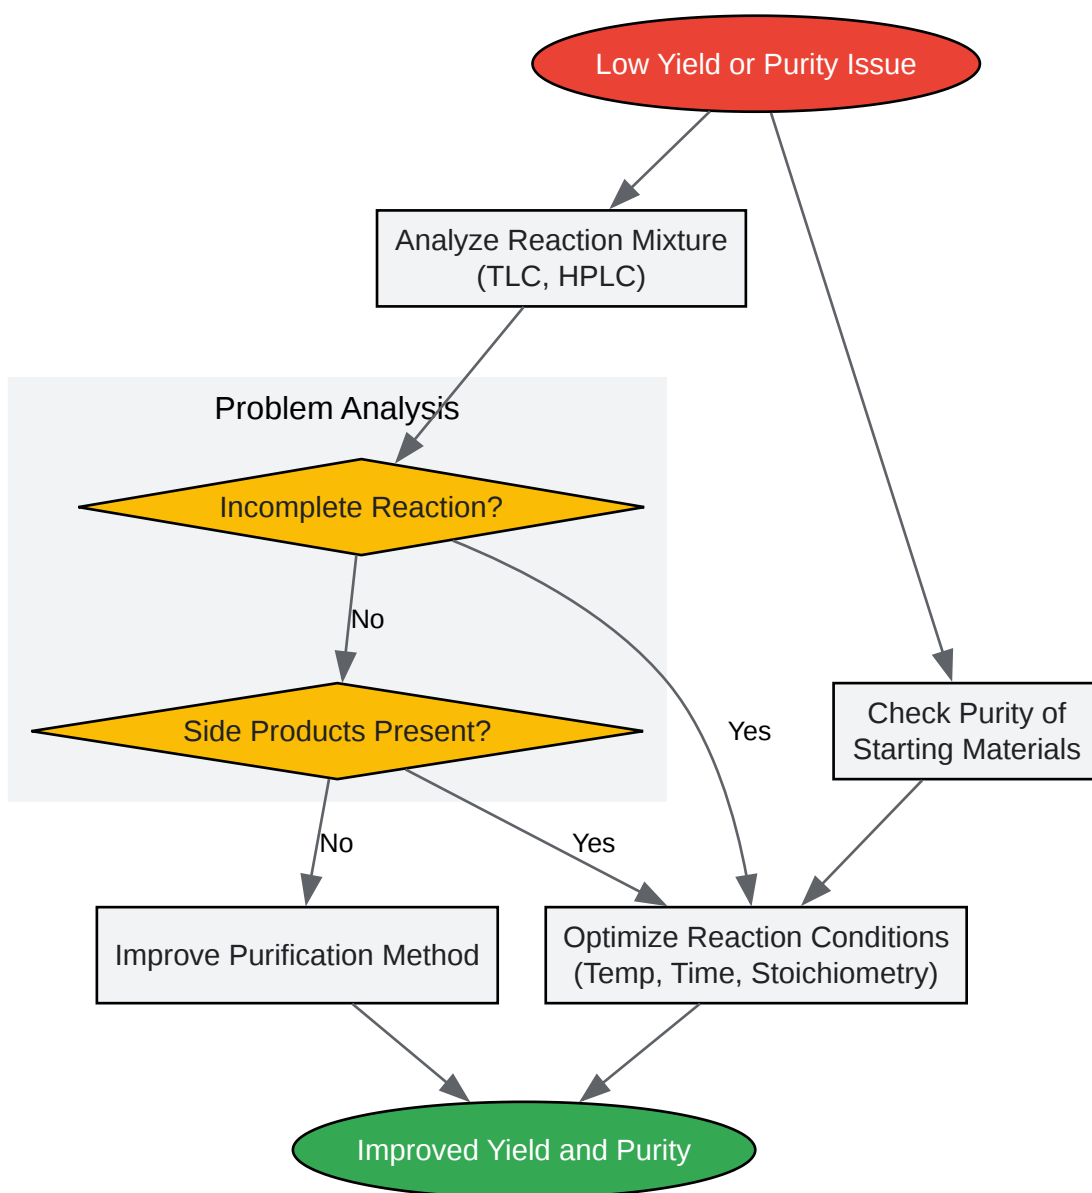 Low Yield or Purity Issue
Analyze Reaction Mixture
(TLC, HPLC)
Problem Analysis
Incomplete Reaction?
No
Side Products Present?
Yes
Check Purity of
Starting Materials
No
Yes
Improve Purification Method
Optimize Reaction Conditions
(Temp, Time, Stoichiometry)
Improved Yield and Purity